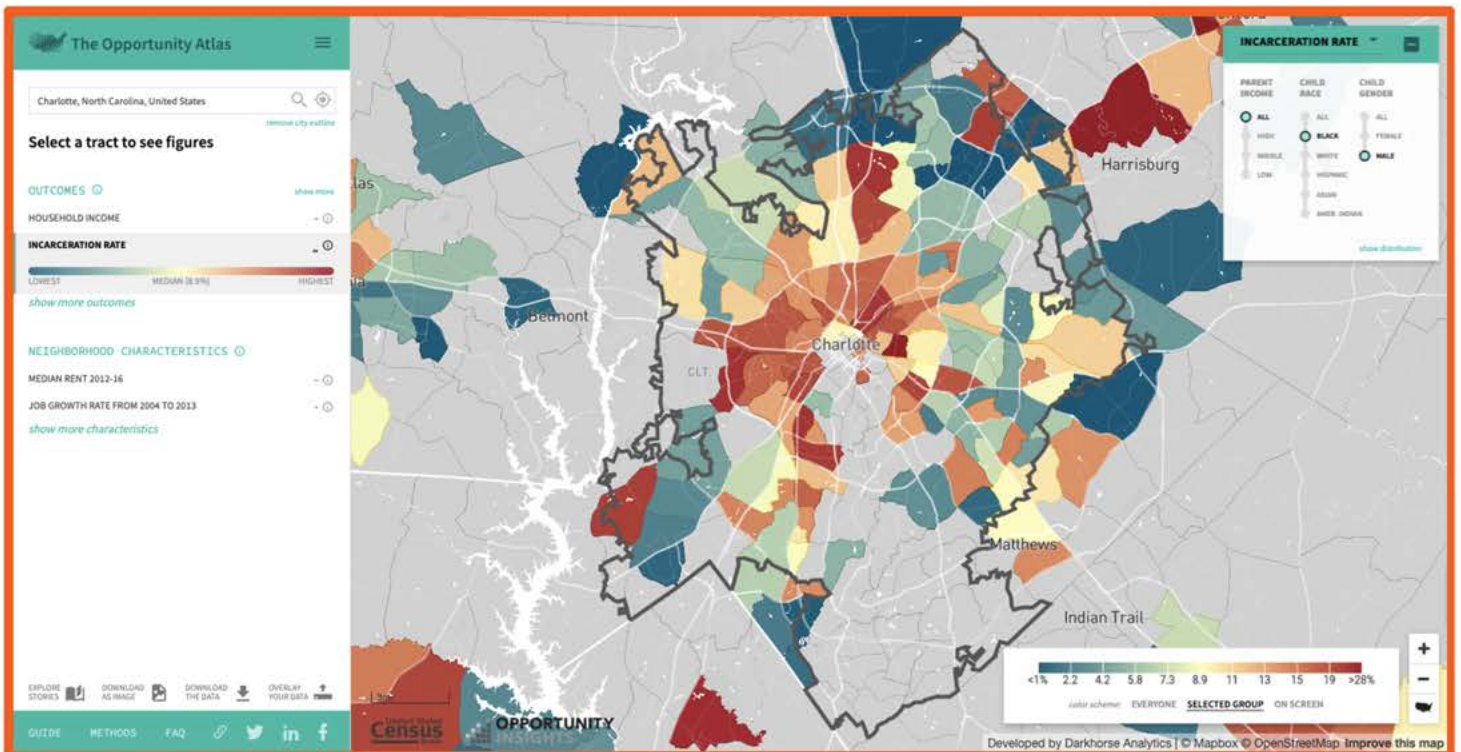 The Opportunity Atlas
Charlotte, North Carolina, United States
remove city outline
Select a tract to see figures
OUTCOMES
show more
HOUSEHOLD INCOME
-
INCARCERATION RATE
-
LOWEST
MEDIAN (8.9%)
HIGHEST
show more outcomes
NEIGHBORHOOD CHARACTERISTICS
MEDIAN RENT 2012-16
-
JOB GROWTH RATE FROM 2004 TO 2013
-
show more characteristics
EXPLORE STORIES
DOWNLOAD AS IMAGE
DOWNLOAD THE DATA
OVERLAY YOUR DATA
GUIDE METHODS FAQ
las
Belmont
Charlotte
CLT
Harrisburg
Matthews
Indian Trail
United States
Census
Bureau
OPPORTUNITY
INSIGHTS
INCARCERATION RATE
PARENT INCOME
ALL
HIGH
MIDDLE
LOW
CHILD RACE
ALL
BLACK
WHITE
HISPANIC
ASIAN
AMER. INDIAN
CHILD GENDER
ALL
FEMALE
MALE
show distribution
<1% 2.2 4.2 5.8 7.3 8.9 11 13 15 19 >28%
color scheme: EVERYONE SELECTED GROUP ON SCREEN
+
−
Developed by Darkhorse Analytics | © Mapbox © OpenStreetMap Improve this map